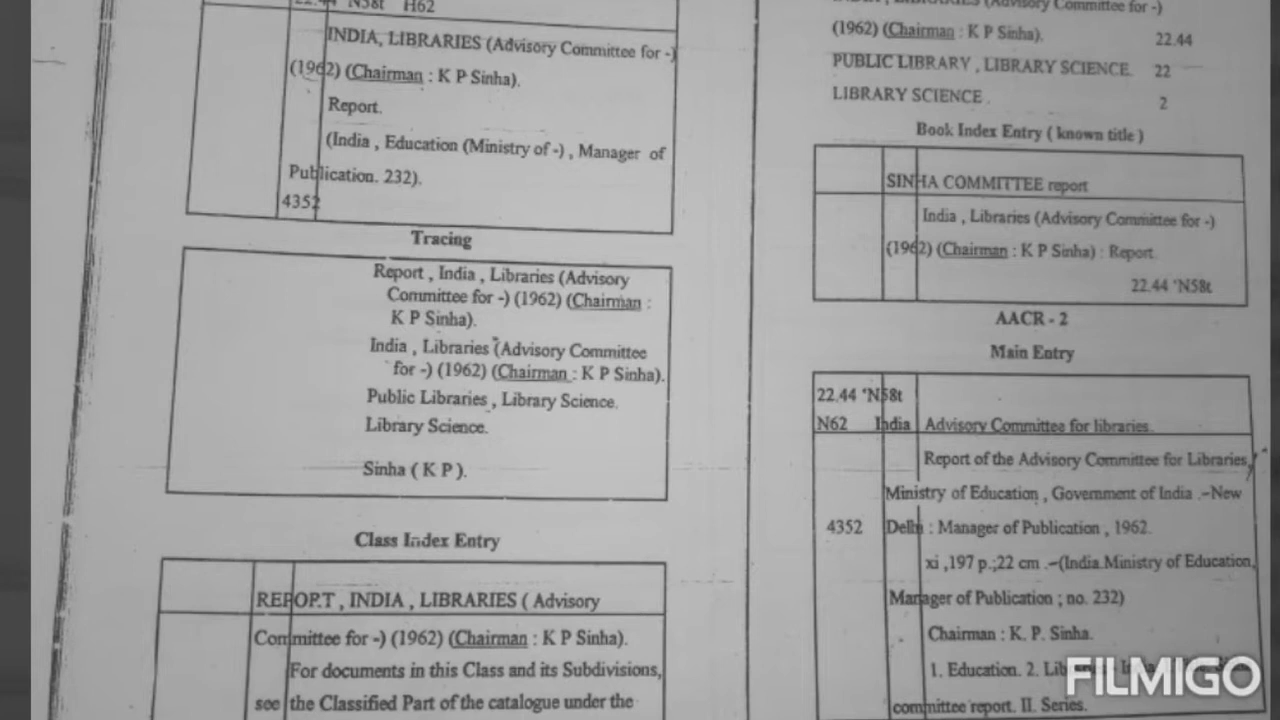 22.44 'N58t H62
INDIA, LIBRARIES (Advisory Committee for -)
(1962) (Chairman : K P Sinha).
Report.
(India , Education (Ministry of -) , Manager of
Publication. 232).
4352
Tracing
Report , India , Libraries (Advisory
Committee for -) (1962) (Chairman :
K P Sinha).
India , Libraries (Advisory Committee
for -) (1962) (Chairman : K P Sinha).
Public Libraries , Library Science.
Library Science.
Sinha ( K P ).
Class Index Entry
REPORT , INDIA , LIBRARIES ( Advisory
Committee for -) (1962) (Chairman : K P Sinha).
For documents in this Class and its Subdivisions,
see the Classified Part of the catalogue under the
(Advisory Committee for -)
(1962) (Chairman : K P Sinha). 22.44
PUBLIC LIBRARY , LIBRARY SCIENCE. 22
LIBRARY SCIENCE . 2
Book Index Entry ( known title )
SINHA COMMITTEE report
India , Libraries (Advisory Committee for -)
(1962) (Chairman : K P Sinha) : Report.
22.44 'N58t
AACR - 2
Main Entry
22.44 'N58t
N62 India Advisory Committee for libraries.
Report of the Advisory Committee for Libraries,
Ministry of Education , Government of India .–New
4352 Delhi : Manager of Publication , 1962.
xi ,197 p.;22 cm .–(India Ministry of Education,
Manager of Publication ; no. 232)
Chairman : K. P. Sinha.
1. Education. 2.
committee report. II. Series.
FILMIGO